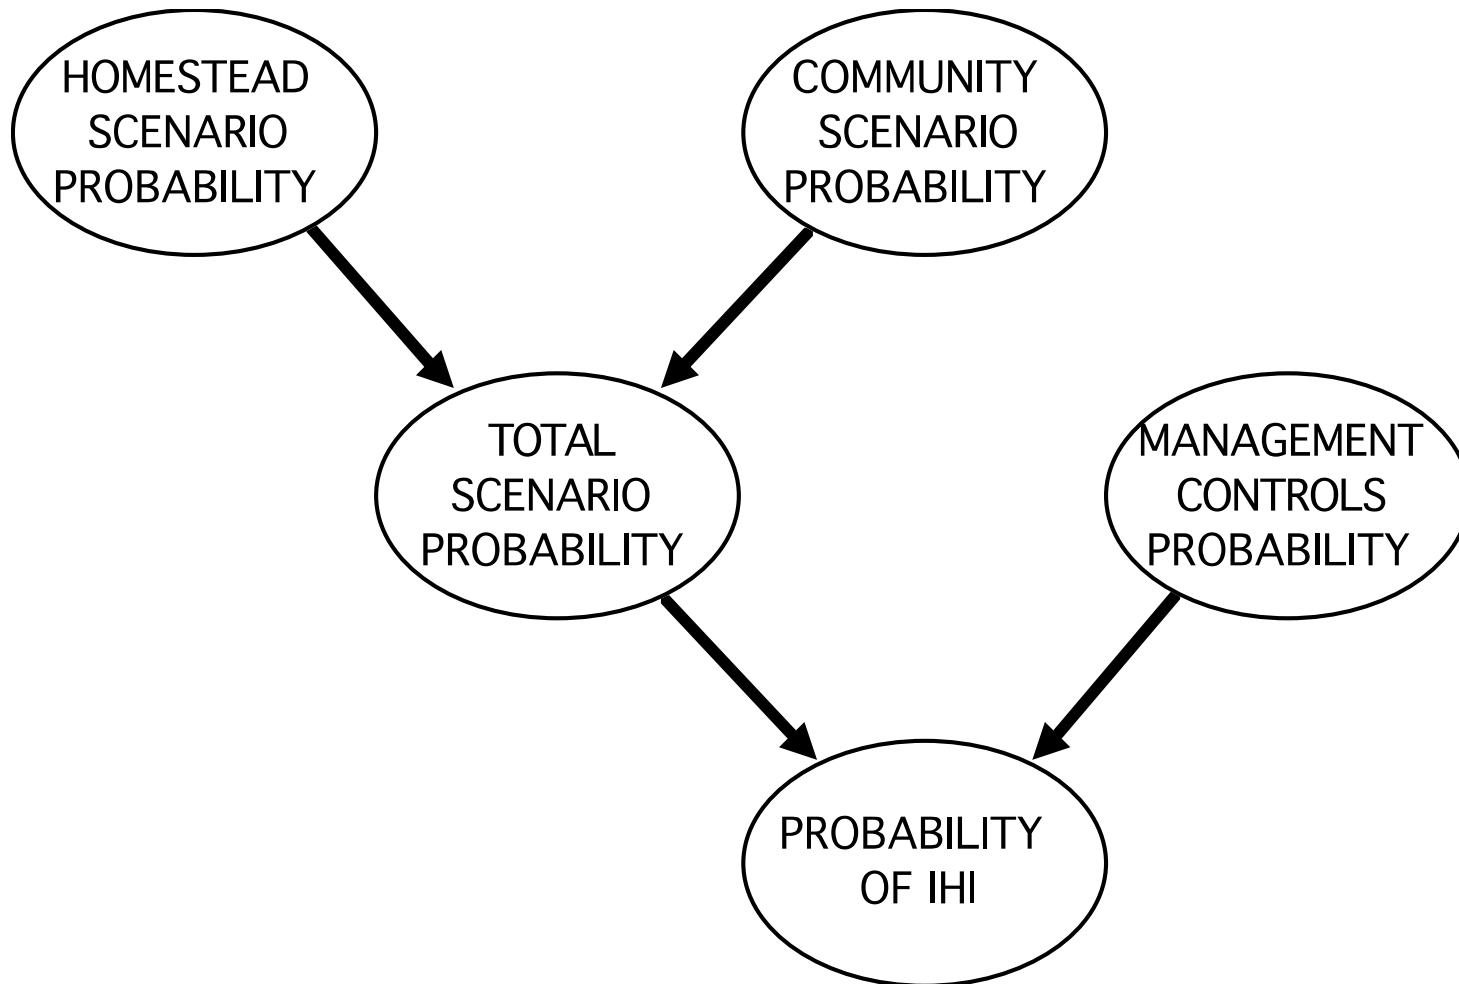 HOMESTEAD
SCENARIO
PROBABILITY
COMMUNITY
SCENARIO
PROBABILITY
TOTAL
SCENARIO
PROBABILITY
MANAGEMENT
CONTROLS
PROBABILITY
PROBABILITY
OF IHI